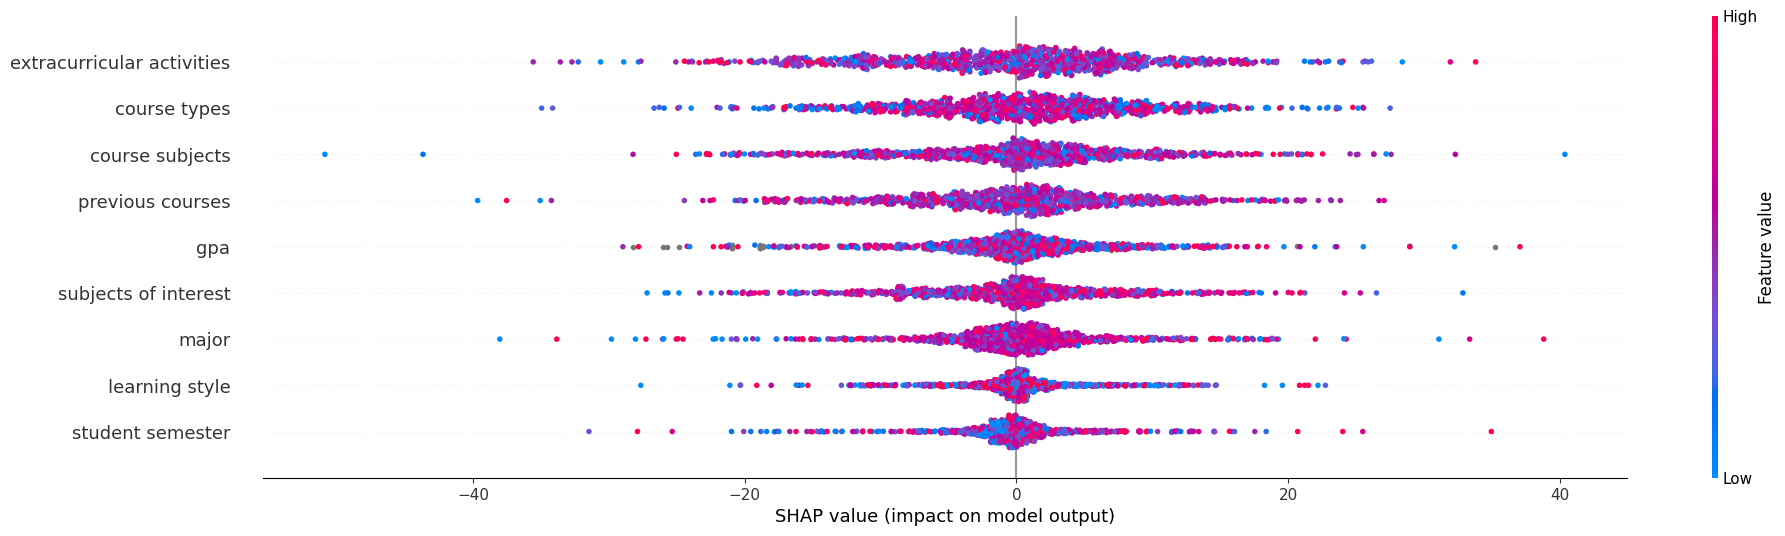 High
extracurricular activities
course types
course subjects
previous courses
gpa
subjects of interest
major
learning style
student semester
Feature value
Low
−40
−20
0
20
40
SHAP value (impact on model output)